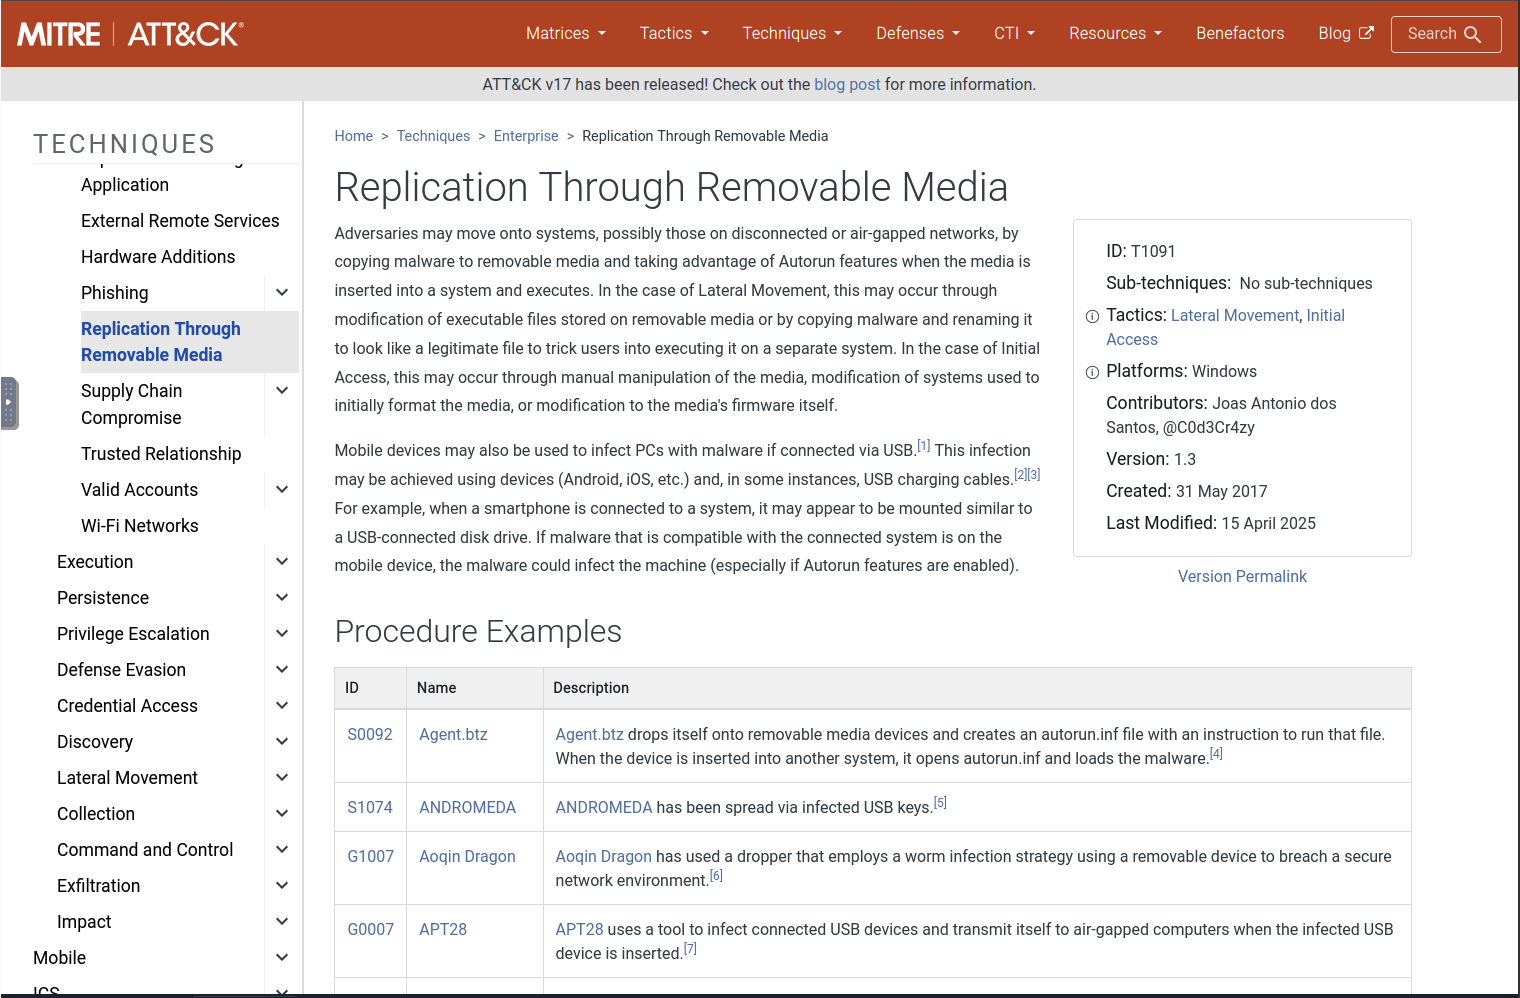 MITRE | ATT&CK®
Matrices
Tactics
Techniques
Defenses
CTI
Resources
Benefactors
Blog
Search
ATT&CK v17 has been released! Check out the blog post for more information.
TECHNIQUES
Application
External Remote Services
Hardware Additions
Phishing
Replication Through
Removable Media
Supply Chain
Compromise
Trusted Relationship
Valid Accounts
Wi-Fi Networks
Execution
Persistence
Privilege Escalation
Defense Evasion
Credential Access
Discovery
Lateral Movement
Collection
Command and Control
Exfiltration
Impact
Mobile
ICS
Home > Techniques > Enterprise > Replication Through Removable Media
Replication Through Removable Media
Adversaries may move onto systems, possibly those on disconnected or air-gapped networks, by
copying malware to removable media and taking advantage of Autorun features when the media is
inserted into a system and executes. In the case of Lateral Movement, this may occur through
modification of executable files stored on removable media or by copying malware and renaming it
to look like a legitimate file to trick users into executing it on a separate system. In the case of Initial
Access, this may occur through manual manipulation of the media, modification of systems used to
initially format the media, or modification to the media's firmware itself.
Mobile devices may also be used to infect PCs with malware if connected via USB.[1] This infection
may be achieved using devices (Android, iOS, etc.) and, in some instances, USB charging cables.[2][3]
For example, when a smartphone is connected to a system, it may appear to be mounted similar to
a USB-connected disk drive. If malware that is compatible with the connected system is on the
mobile device, the malware could infect the machine (especially if Autorun features are enabled).
ID: T1091
Sub-techniques: No sub-techniques
Tactics: Lateral Movement, Initial
Access
Platforms: Windows
Contributors: Joas Antonio dos
Santos, @C0d3Cr4zy
Version: 1.3
Created: 31 May 2017
Last Modified: 15 April 2025
Version Permalink
Procedure Examples
ID Name Description
S0092 Agent.btz Agent.btz drops itself onto removable media devices and creates an autorun.inf file with an instruction to run that file.
When the device is inserted into another system, it opens autorun.inf and loads the malware.[4]
S1074 ANDROMEDA ANDROMEDA has been spread via infected USB keys.[5]
G1007 Aoqin Dragon Aoqin Dragon has used a dropper that employs a worm infection strategy using a removable device to breach a secure
network environment.[6]
G0007 APT28 APT28 uses a tool to infect connected USB devices and transmit itself to air-gapped computers when the infected USB
device is inserted.[7]